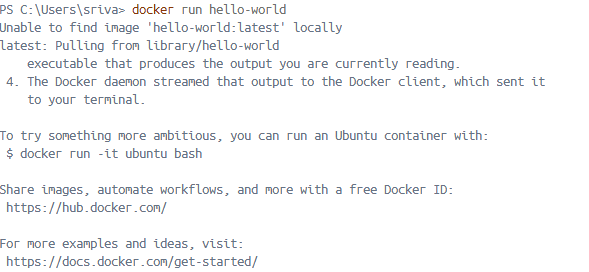 PS C:\Users\sriva> docker run hello-world
Unable to find image 'hello-world:latest' locally
latest: Pulling from library/hello-world
    executable that produces the output you are currently reading.
 4. The Docker daemon streamed that output to the Docker client, which sent it
    to your terminal.

To try something more ambitious, you can run an Ubuntu container with:
 $ docker run -it ubuntu bash

Share images, automate workflows, and more with a free Docker ID:
 https://hub.docker.com/

For more examples and ideas, visit:
 https://docs.docker.com/get-started/